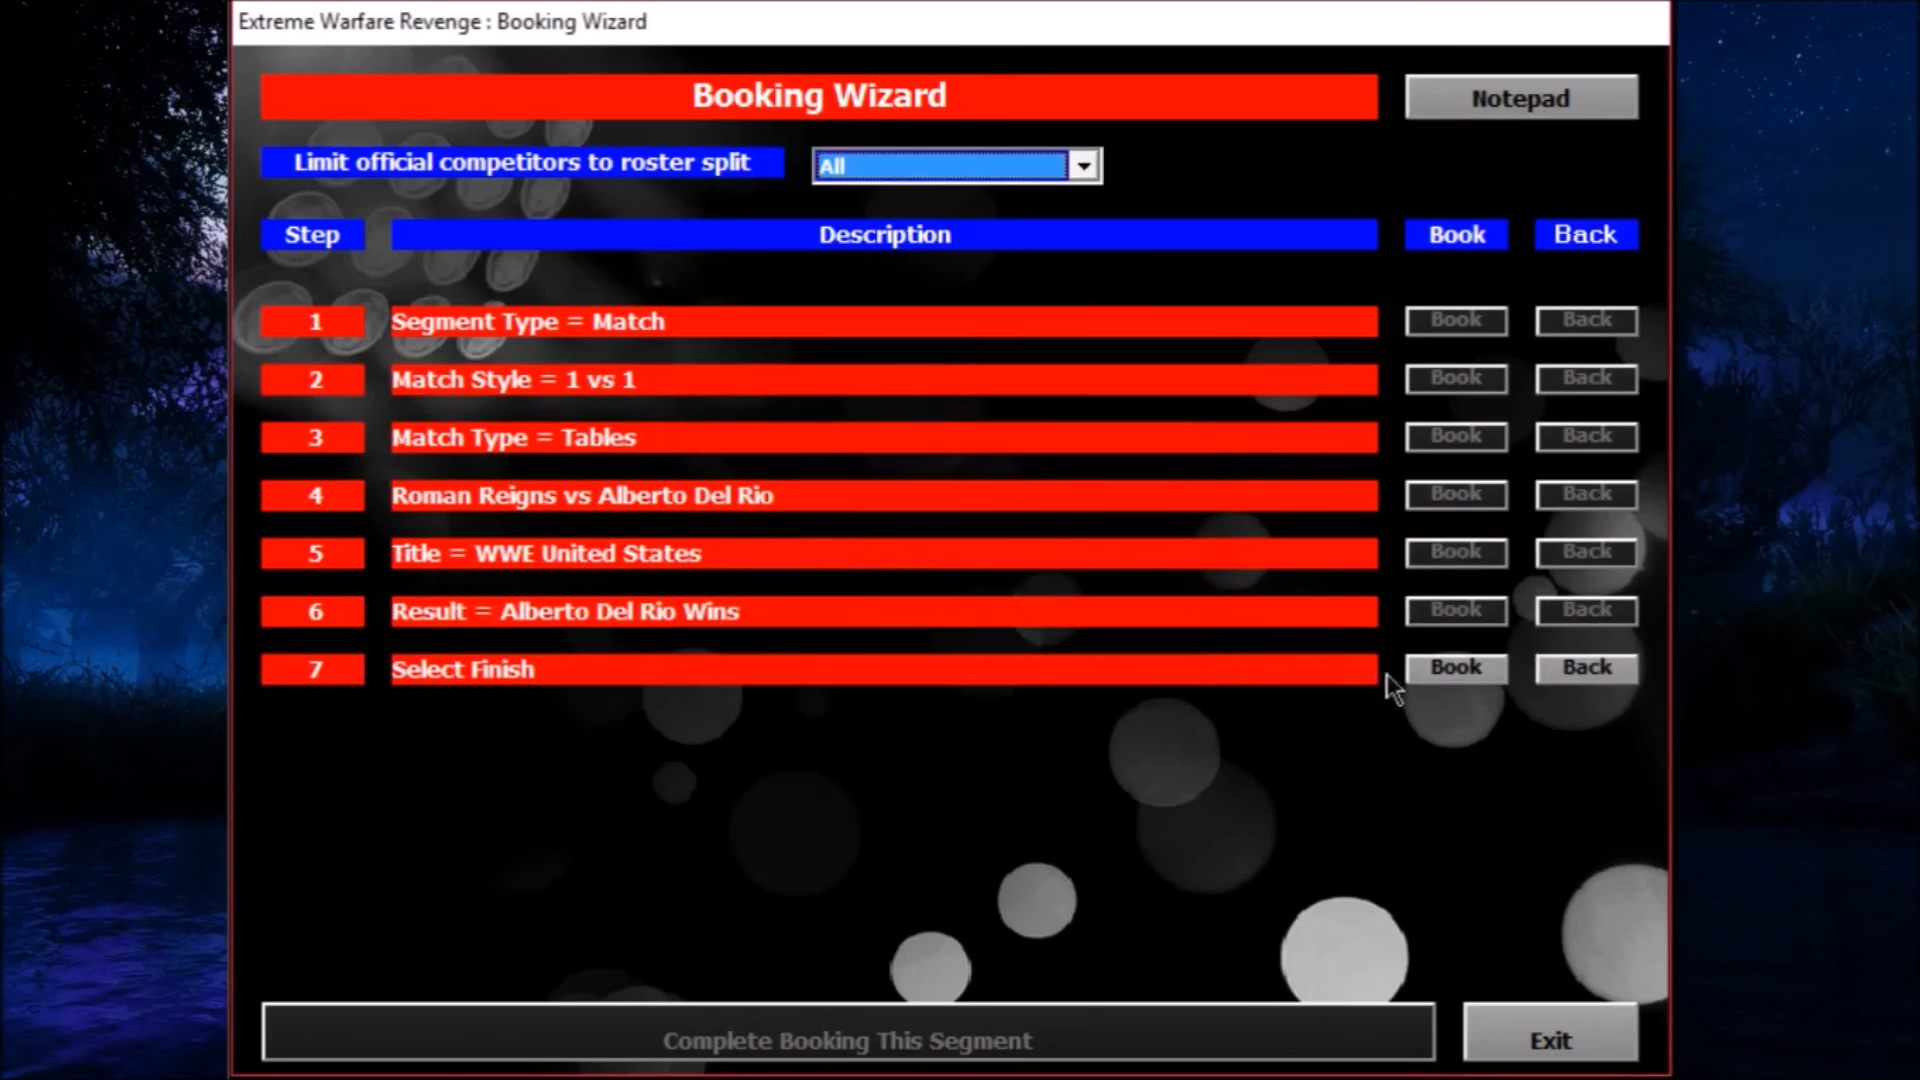 Extreme Warfare Revenge : Booking Wizard
Booking Wizard
Notepad
Limit official competitors to roster split
All
Step Description Book Back
1 Segment Type = Match Book Back
2 Match Style = 1 vs 1 Book Back
3 Match Type = Tables Book Back
4 Roman Reigns vs Alberto Del Rio Book Back
5 Title = WWE United States Book Back
6 Result = Alberto Del Rio Wins Book Back
7 Select Finish Book Back
Complete Booking This Segment
Exit